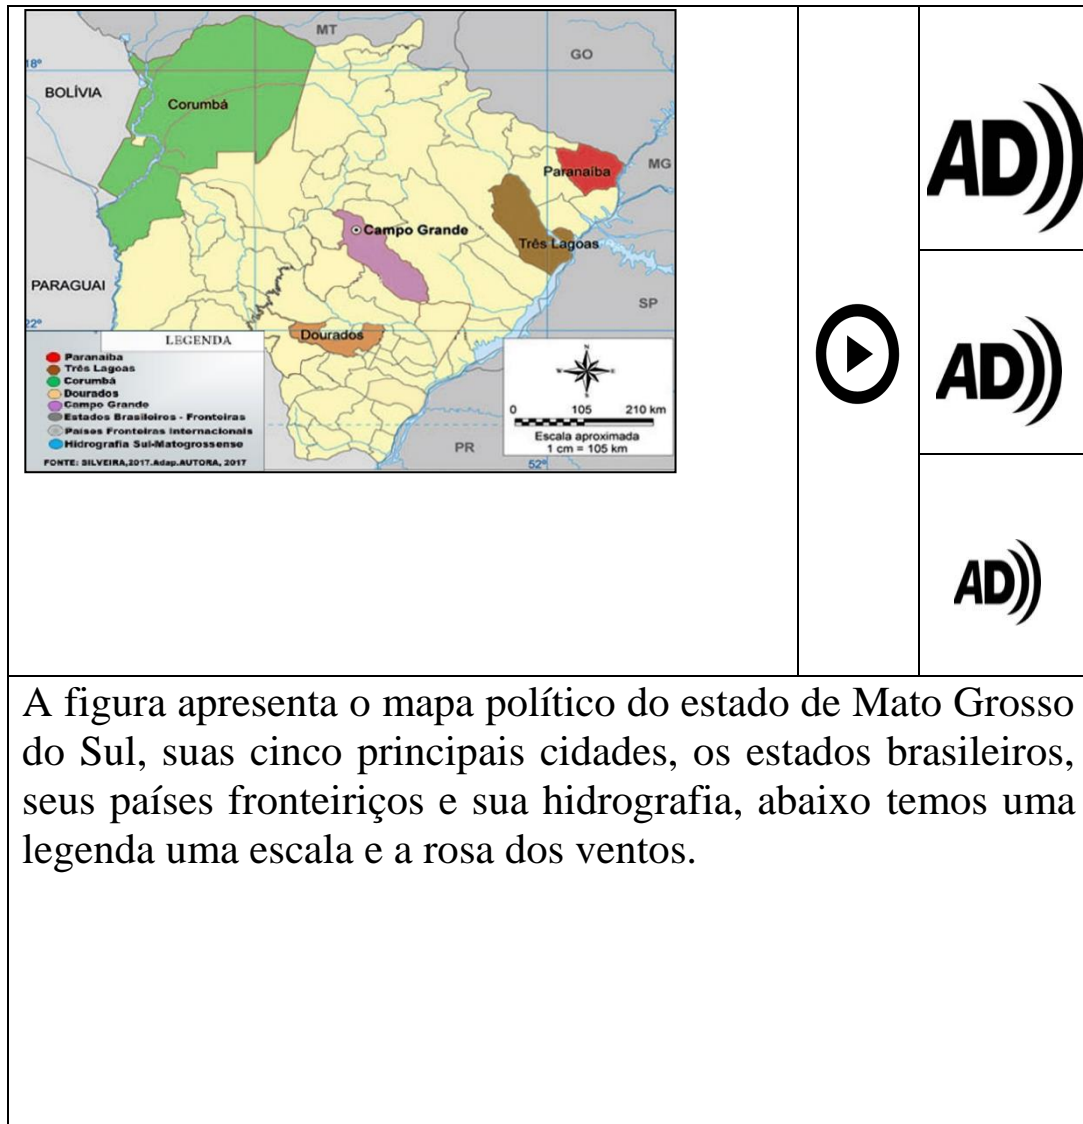 MT
GO
18°
BOLÍVIA
Corumbá
MG
Paranaíba
Campo Grande
Três Lagoas
PARAGUAI
SP
22°
LEGENDA
Dourados
Paranaíba
Três Lagoas
Corumbá
Dourados
Campo Grande
Estados Brasileiros - Fronteiras
Países Fronteiras Internacionais
Hidrografia Sul-Matogrossense
FONTE: SILVEIRA,2017.Adap.AUTORA, 2017
N
W
E
S
0 105 210 km
Escala aproximada
1 cm = 105 km
PR
52°
AD
AD
AD
A figura apresenta o mapa político do estado de Mato Grosso
do Sul, suas cinco principais cidades, os estados brasileiros,
seus países fronteiriços e sua hidrografia, abaixo temos uma
legenda uma escala e a rosa dos ventos.